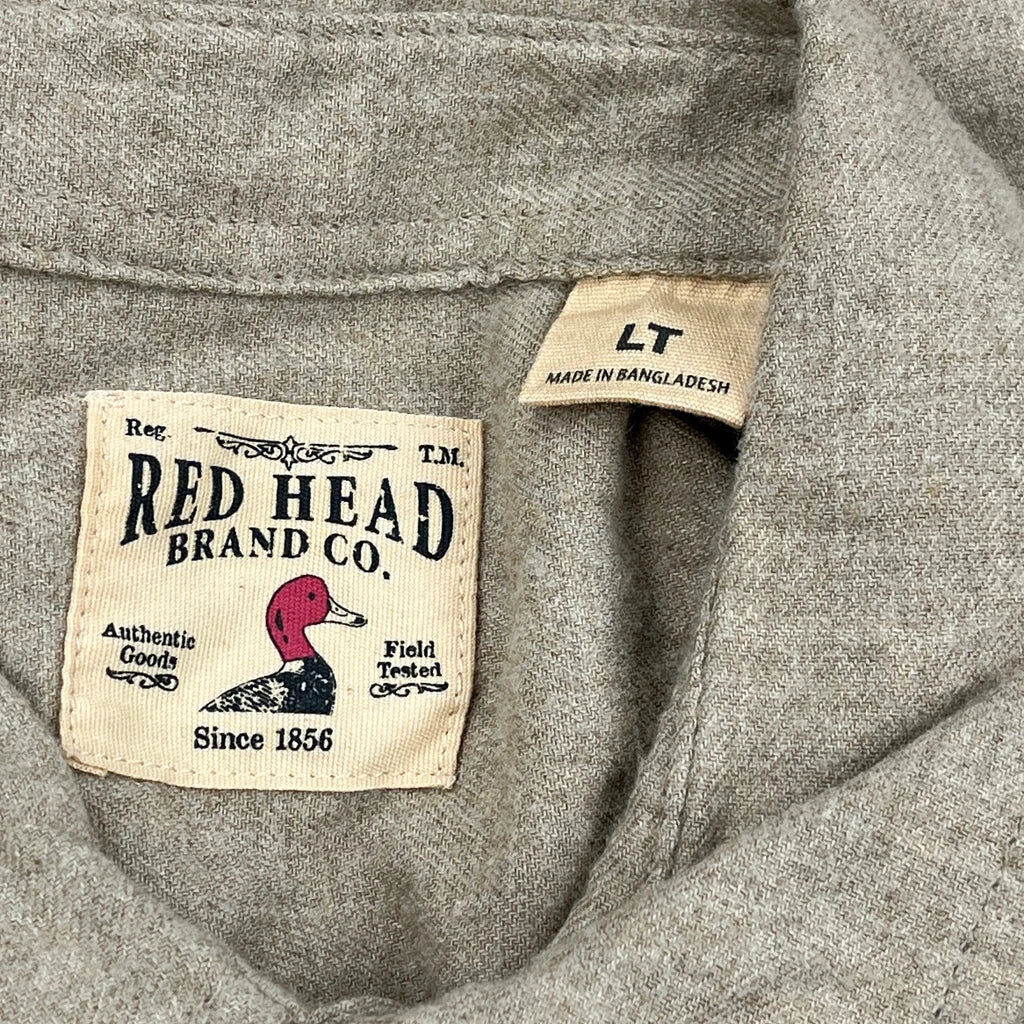 LT
MADE IN BANGLADESH
Reg. T.M.
RED HEAD
BRAND CO.
Authentic
Goods
Field
Tested
Since 1856